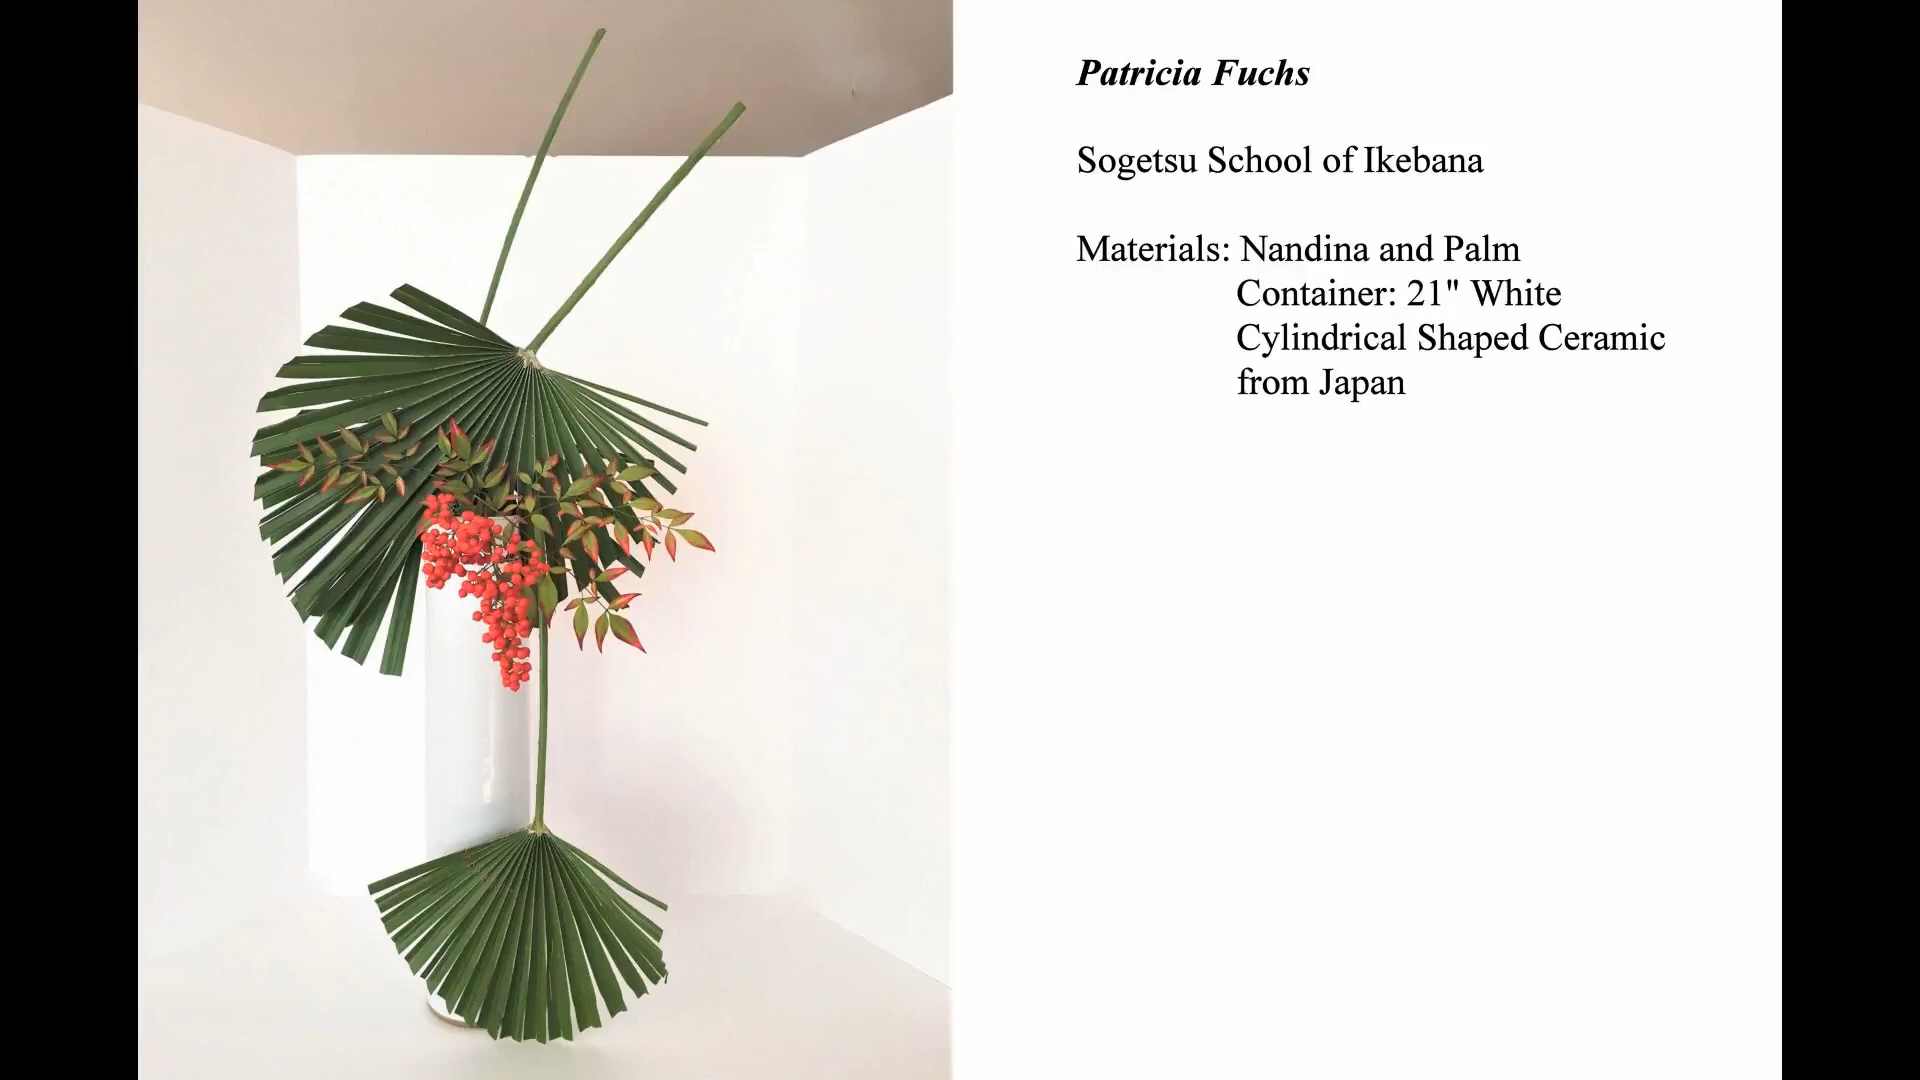 Patricia Fuchs
Sogetsu School of Ikebana
Materials: Nandina and Palm
Container: 21" White
Cylindrical Shaped Ceramic
from Japan